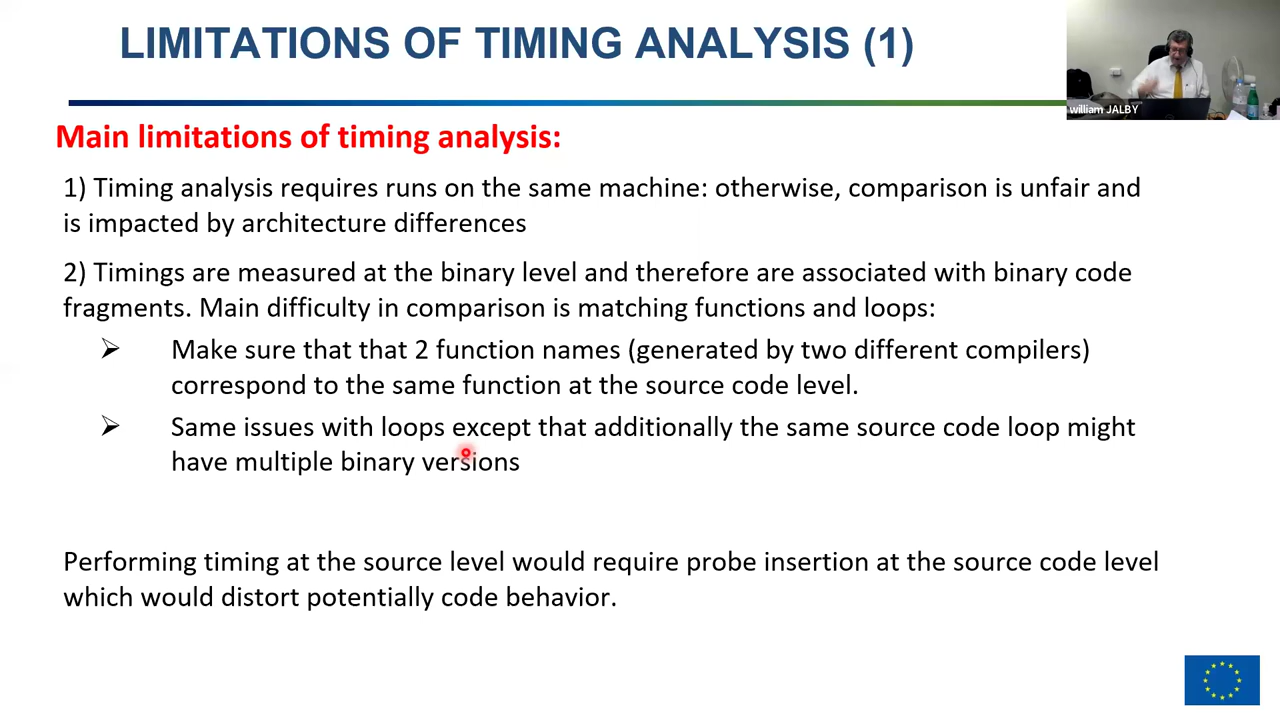 LIMITATIONS OF TIMING ANALYSIS (1)
william JALBY
Main limitations of timing analysis:
1) Timing analysis requires runs on the same machine: otherwise, comparison is unfair and
is impacted by architecture differences
2) Timings are measured at the binary level and therefore are associated with binary code
fragments. Main difficulty in comparison is matching functions and loops:
➢ Make sure that that 2 function names (generated by two different compilers)
correspond to the same function at the source code level.
➢ Same issues with loops except that additionally the same source code loop might
have multiple binary versions
Performing timing at the source level would require probe insertion at the source code level
which would distort potentially code behavior.